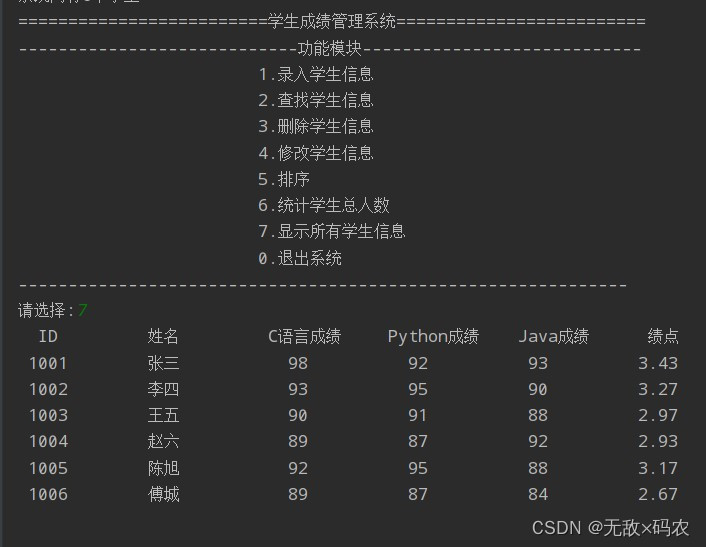 =========================学生成绩管理系统=========================
----------------------------功能模块----------------------------
1.录入学生信息
2.查找学生信息
3.删除学生信息
4.修改学生信息
5.排序
6.统计学生总人数
7.显示所有学生信息
0.退出系统
-------------------------------------------------------------
请选择:7
ID 姓名 C语言成绩 Python成绩 Java成绩 绩点
1001 张三 98 92 93 3.43
1002 李四 93 95 90 3.27
1003 王五 90 91 88 2.97
1004 赵六 89 87 92 2.93
1005 陈旭 92 95 88 3.17
1006 傅城 89 87 84 2.67
CSDN @无敌×码农